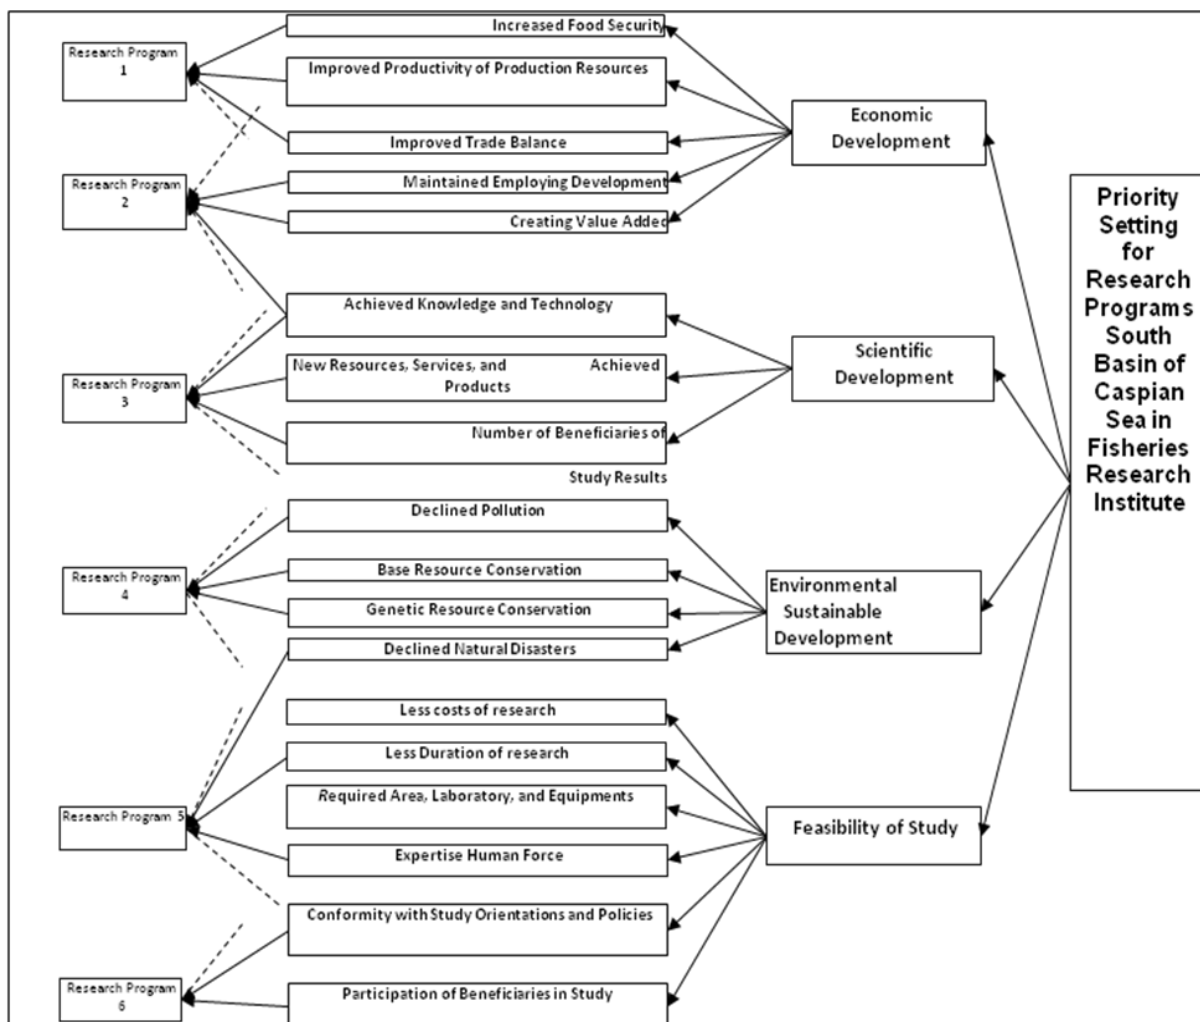 Research Program
1
Research Program
2
Research Program
3
Research Program
4
Research Program 5
Research Program
6
Increased Food Security
Improved Productivity of Production Resources
Improved Trade Balance
Maintained Employing Development
Creating Value Added
Achieved Knowledge and Technology
New Resources, Services, and Achieved
Products
Number of Beneficiaries of
Study Results
Declined Pollution
Base Resource Conservation
Genetic Resource Conservation
Declined Natural Disasters
Less costs of research
Less Duration of research
Required Area, Laboratory, and Equipments
Expertise Human Force
Conformity with Study Orientations and Policies
Participation of Beneficiaries in Study
Economic
Development
Scientific
Development
Environmental
Sustainable
Development
Feasibility of Study
Priority
Setting
for
Research
Programs
South
Basin of
Caspian
Sea in
Fisheries
Research
Institute